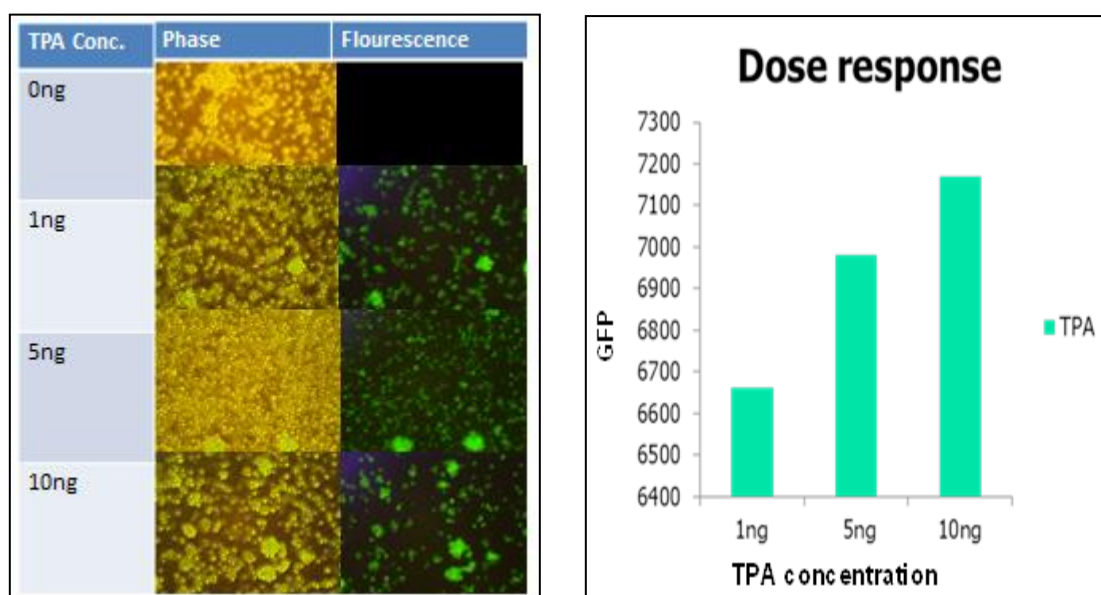 TPA Conc. Phase Flourescence
0ng
1ng
5ng
10ng
Dose response
7300
7200
7100
7000
6900
6800
6700
6600
6500
6400
GFP
TPA
1ng 5ng 10ng
TPA concentration